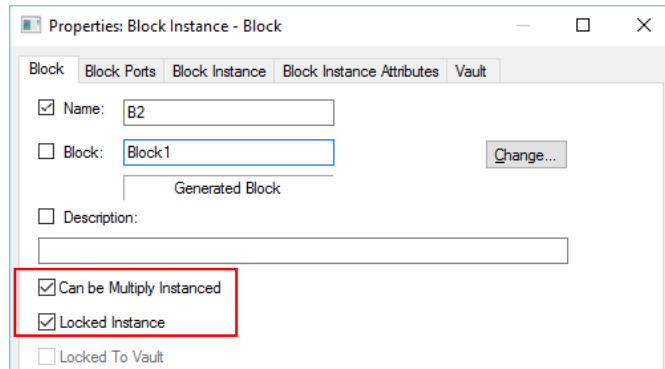 Properties: Block Instance - Block
Block Block Ports Block Instance Block Instance Attributes Vault
Name: B2
Block: Block1 Change...
Generated Block
Description:
Can be Multiply Instanced
Locked Instance
Locked To Vault